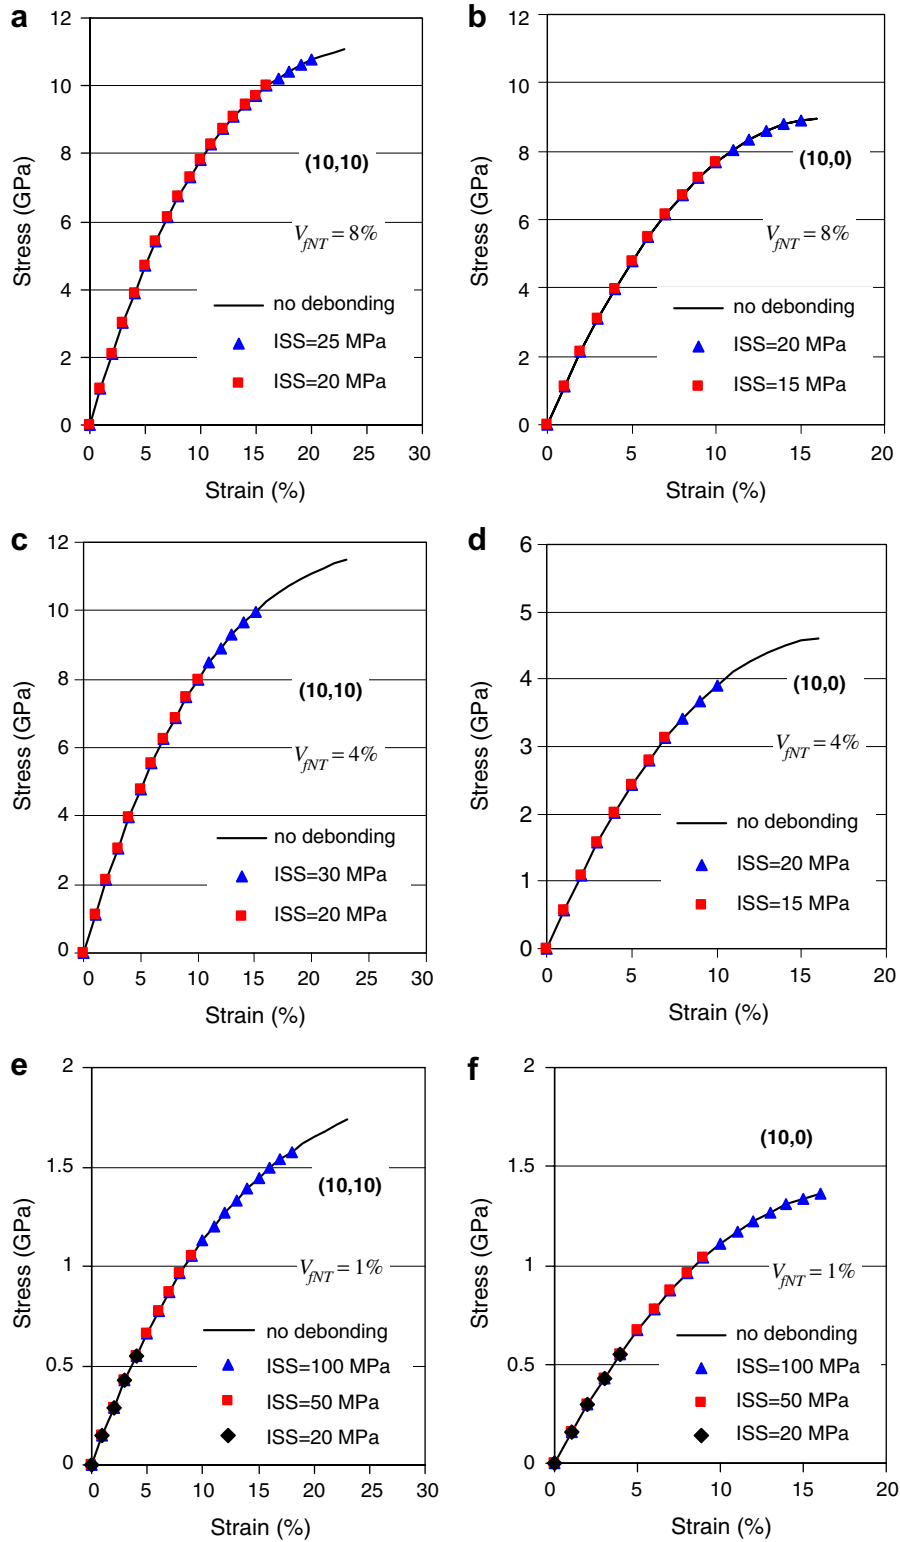 a
12
10
8
6
4
2
0
Stress (GPa)
(10,10)
VfNT = 8%
no debonding
ISS=25 MPa
ISS=20 MPa
0 5 10 15 20 25 30
Strain (%)
b
12
10
8
6
4
2
0
Stress (GPa)
(10,0)
VfNT = 8%
no debonding
ISS=20 MPa
ISS=15 MPa
0 5 10 15 20
Strain (%)
c
12
10
8
6
4
2
0
Stress (GPa)
(10,10)
VfNT = 4%
no debonding
ISS=30 MPa
ISS=20 MPa
0 5 10 15 20 25 30
Strain (%)
d
6
5
4
3
2
1
0
Stress (GPa)
(10,0)
VfNT = 4%
no debonding
ISS=20 MPa
ISS=15 MPa
0 5 10 15 20
Strain (%)
e
2
1.5
1
0.5
0
Stress (GPa)
(10,10)
VfNT = 1%
no debonding
ISS=100 MPa
ISS=50 MPa
ISS=20 MPa
0 5 10 15 20 25 30
Strain (%)
f
2
1.5
1
0.5
0
Stress (GPa)
(10,0)
VfNT = 1%
no debonding
ISS=100 MPa
ISS=50 MPa
ISS=20 MPa
0 5 10 15 20
Strain (%)